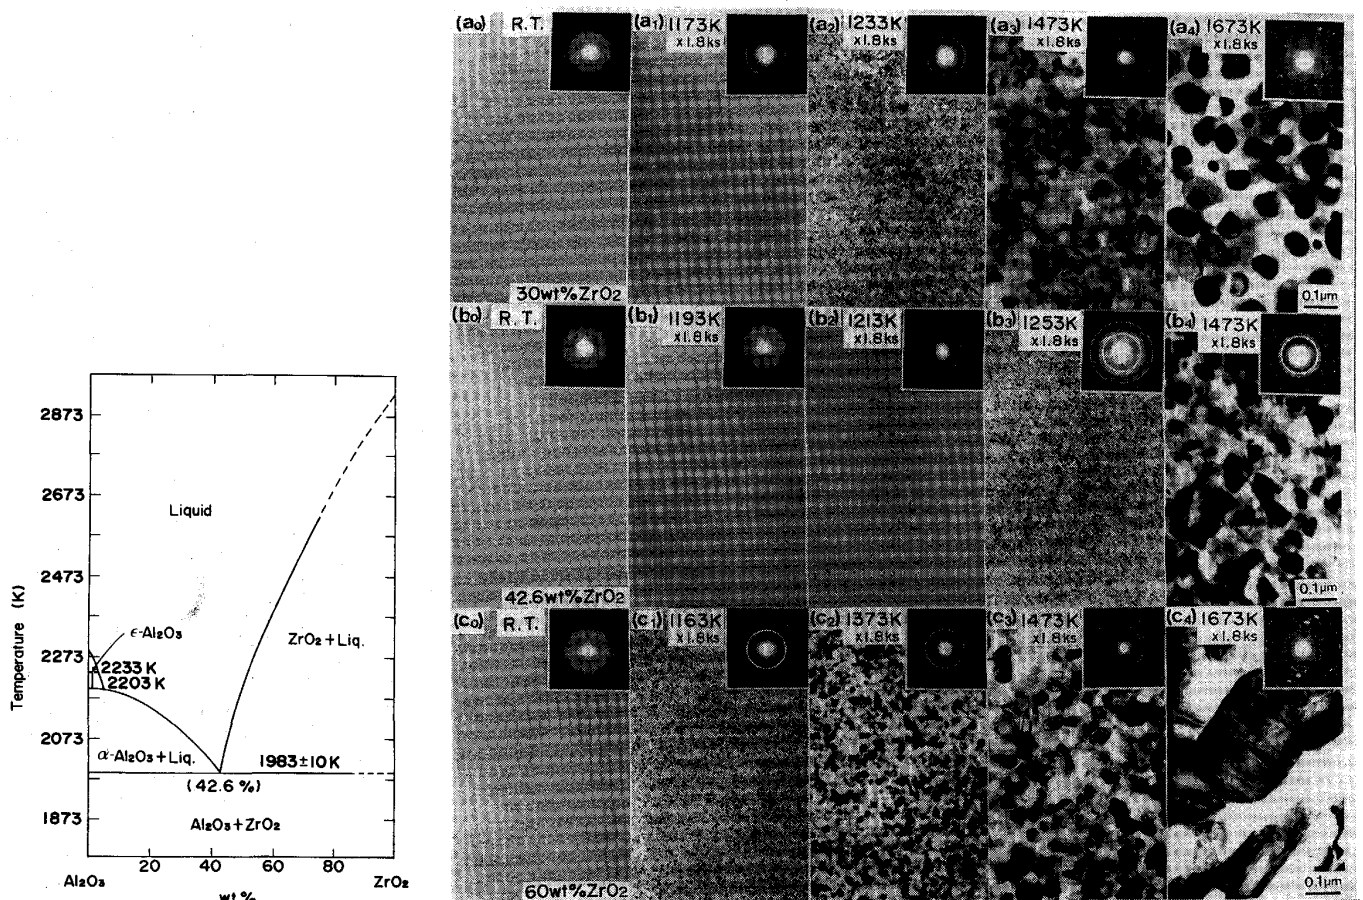 2873
2673
2473
2273
2073
1873
Temperature (K)
Liquid
ε-Al₂O₃
2233 K
2203 K
ZrO₂+Liq.
α-Al₂O₃+Liq.
1983±10 K
(42.6 %)
Al₂O₃+ZrO₂
20 40 60 80
Al₂O₃ ZrO₂
wt%
(a₀) R.T.
30wt%ZrO₂
(a₁) 1173K
x1.8ks
(a₂) 1233K
x1.8ks
(a₃) 1473K
x1.8ks
(a₄) 1673K
x1.8ks
0.1μm
(b₀) R.T.
42.6wt%ZrO₂
(b₁) 1193K
x1.8ks
(b₂) 1213K
x1.8ks
(b₃) 1253K
x1.8ks
(b₄) 1473K
x1.8ks
0.1μm
(c₀) R.T.
60wt%ZrO₂
(c₁) 1163K
x1.8ks
(c₂) 1373K
x1.8ks
(c₃) 1473K
x1.8ks
(c₄) 1673K
x1.8ks
0.1μm